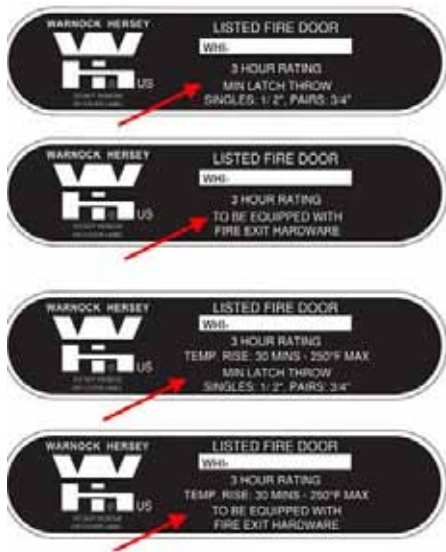 WARNOCK HERSEY
US
LISTED FIRE DOOR
WHI-
3 HOUR RATING
MIN LATCH THROW
SINGLES: 1/2", PAIRS: 3/4"
WARNOCK HERSEY
US
LISTED FIRE DOOR
WHI-
3 HOUR RATING
TO BE EQUIPPED WITH
FIRE EXIT HARDWARE
WARNOCK HERSEY
US
LISTED FIRE DOOR
WHI-
3 HOUR RATING
TEMP. RISE: 30 MINS - 250°F MAX
MIN LATCH THROW
SINGLES: 1/2", PAIRS: 3/4"
WARNOCK HERSEY
US
LISTED FIRE DOOR
WHI-
3 HOUR RATING
TEMP. RISE: 30 MINS - 250°F MAX
TO BE EQUIPPED WITH
FIRE EXIT HARDWARE